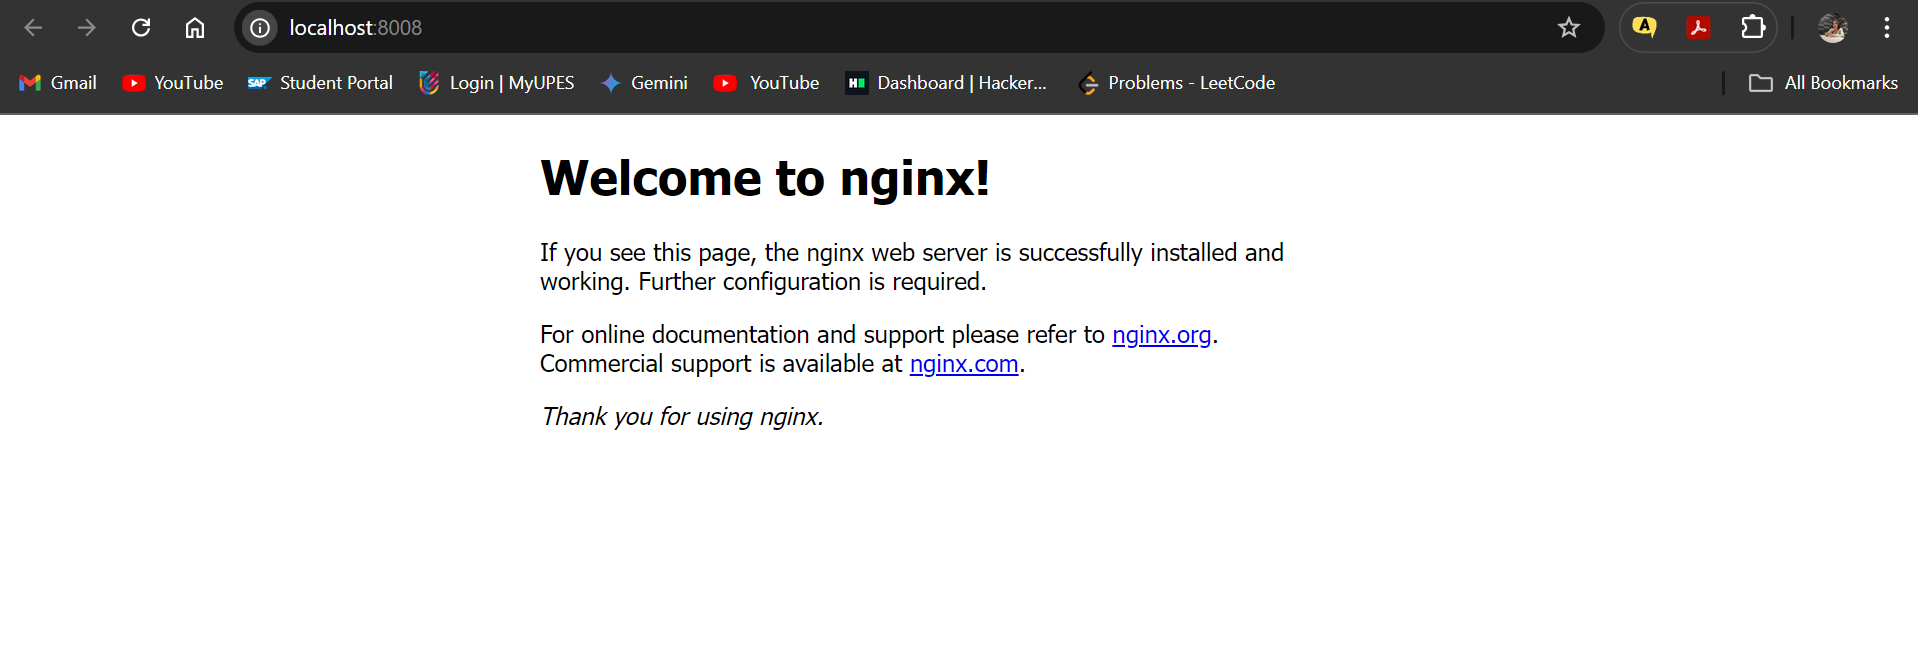 localhost:8008
Gmail YouTube SAP Student Portal Login | MyUPES Gemini YouTube H Dashboard | Hacker... Problems - LeetCode All Bookmarks
Welcome to nginx!
If you see this page, the nginx web server is successfully installed and
working. Further configuration is required.
For online documentation and support please refer to nginx.org.
Commercial support is available at nginx.com.
Thank you for using nginx.